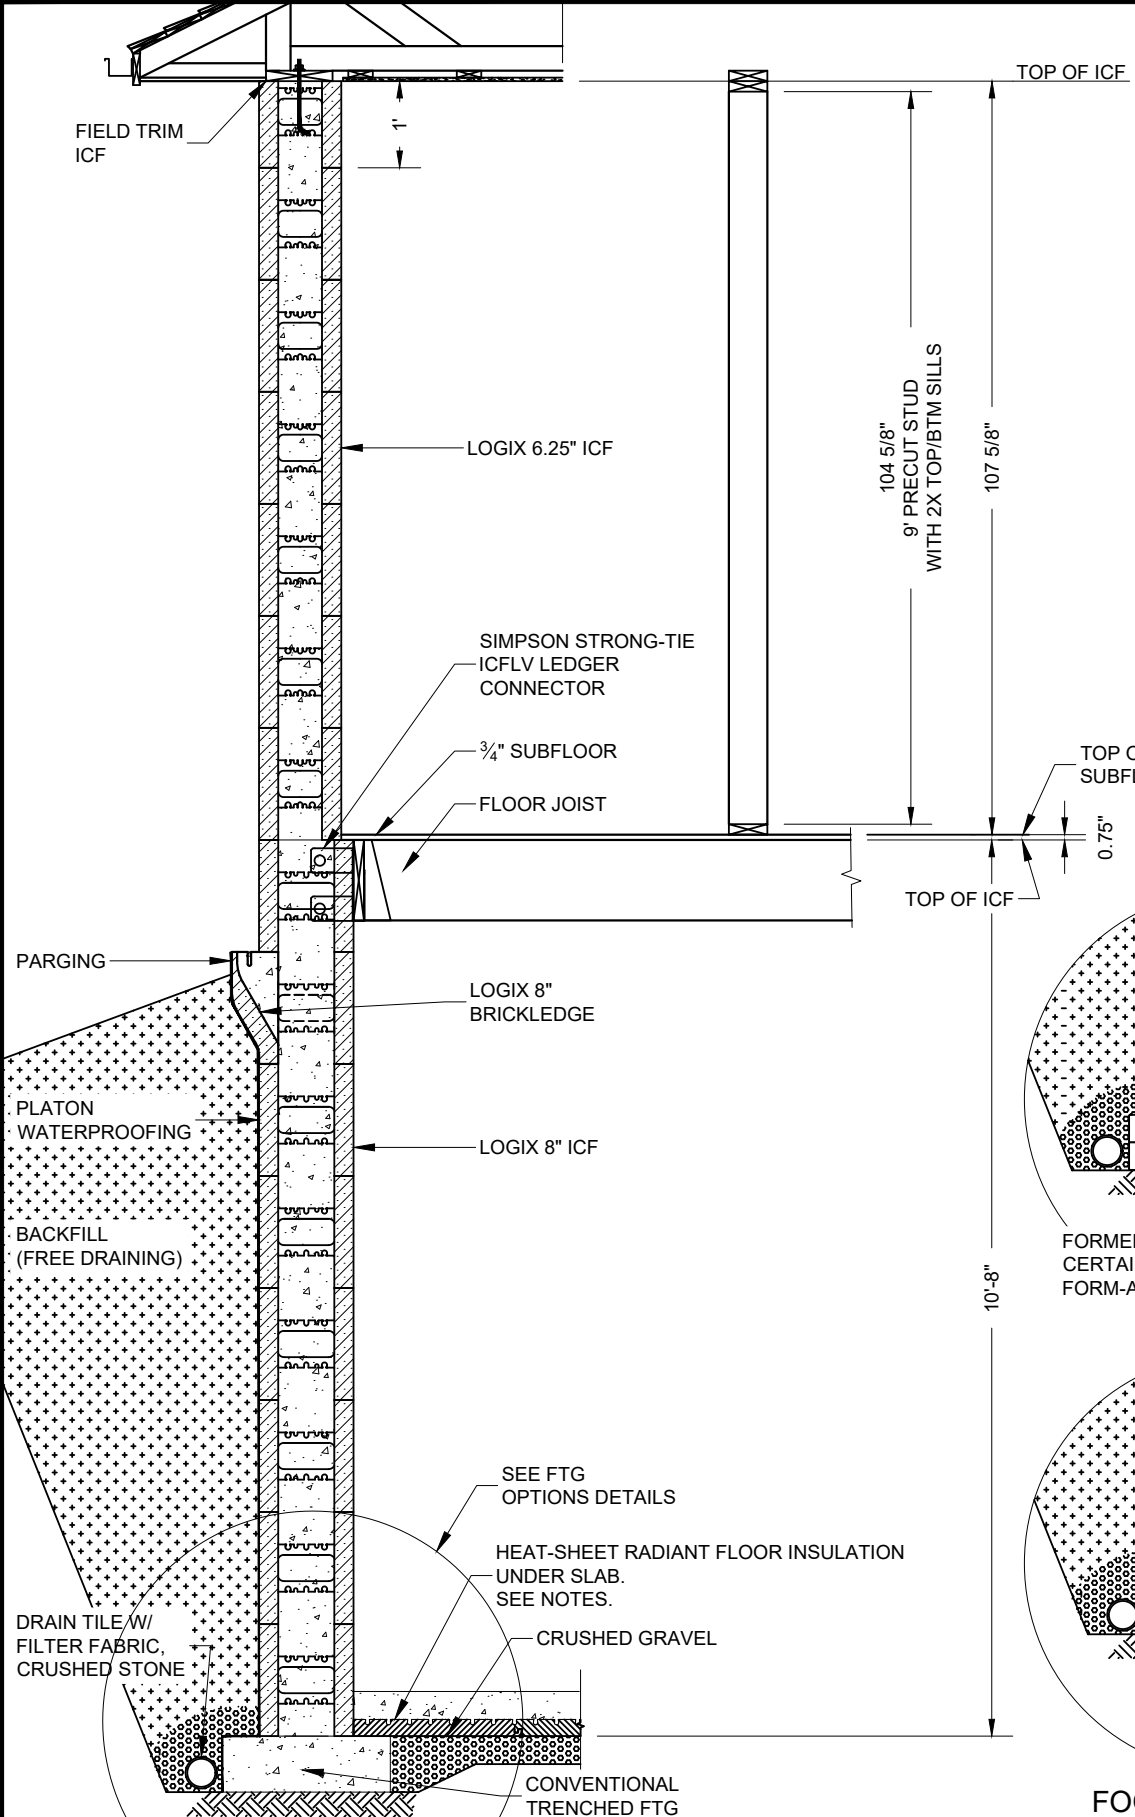 TOP OF ICF
FIELD TRIM
ICF
1'
104 5/8"
9' PRECUT STUD
WITH 2X TOP/BTM SILLS
107 5/8"
LOGIX 6.25" ICF
SIMPSON STRONG-TIE
ICFLV LEDGER
CONNECTOR
3/4" SUBFLOOR
FLOOR JOIST
TOP
0.75"
TOP OF ICF
PARGING
LOGIX 8"
BRICKLEDGE
PLATON
WATERPROOFING
LOGIX 8" ICF
BACKFILL
(FREE DRAINING)
10'-8"
SEE FTG
OPTIONS DETAILS
HEAT-SHEET RADIANT FLOOR INSULATION
UNDER SLAB.
SEE NOTES.
DRAIN TILE W/
FILTER FABRIC,
CRUSHED STONE
CRUSHED GRAVEL
CONVENTIONAL
TRENCHED FTG